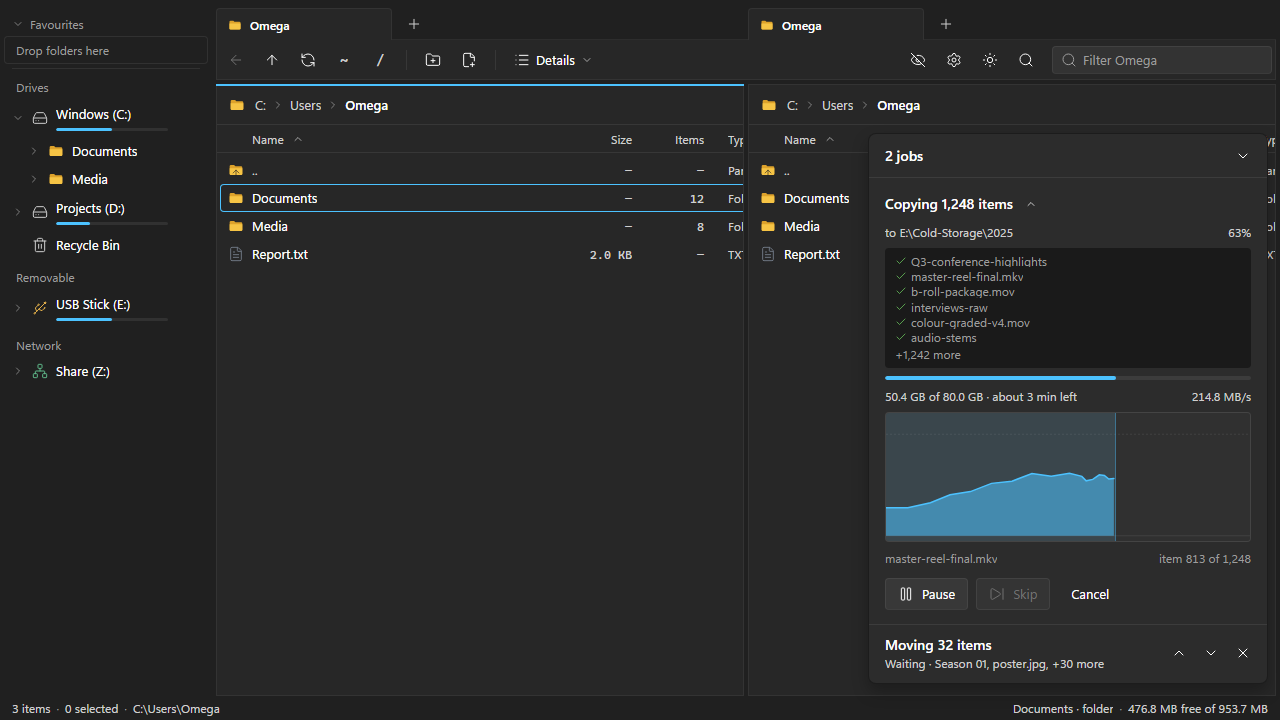 Favourites
Drop folders here
Drives
Windows (C:)
Documents
Media
Projects (D:)
Recycle Bin
Removable
USB Stick (E:)
Network
Share (Z:)
Omega
Omega
~
/
Details
Filter Omega
C: Users Omega
Name Size Items Typ
.. – – Par
Documents – 12 Fol
Media – 8 Fol
Report.txt 2.0 KB – TXT
C: Users Omega
Name
..
Documents
Media
Report.txt
2 jobs
Copying 1,248 items
to E:\Cold-Storage\2025 63%
Q3-conference-highlights
master-reel-final.mkv
b-roll-package.mov
interviews-raw
colour-graded-v4.mov
audio-stems
+1,242 more
50.4 GB of 80.0 GB · about 3 min left 214.8 MB/s
master-reel-final.mkv item 813 of 1,248
Pause Skip Cancel
Moving 32 items
Waiting · Season 01, poster.jpg, +30 more
3 items · 0 selected · C:\Users\Omega
Documents · folder · 476.8 MB free of 953.7 MB